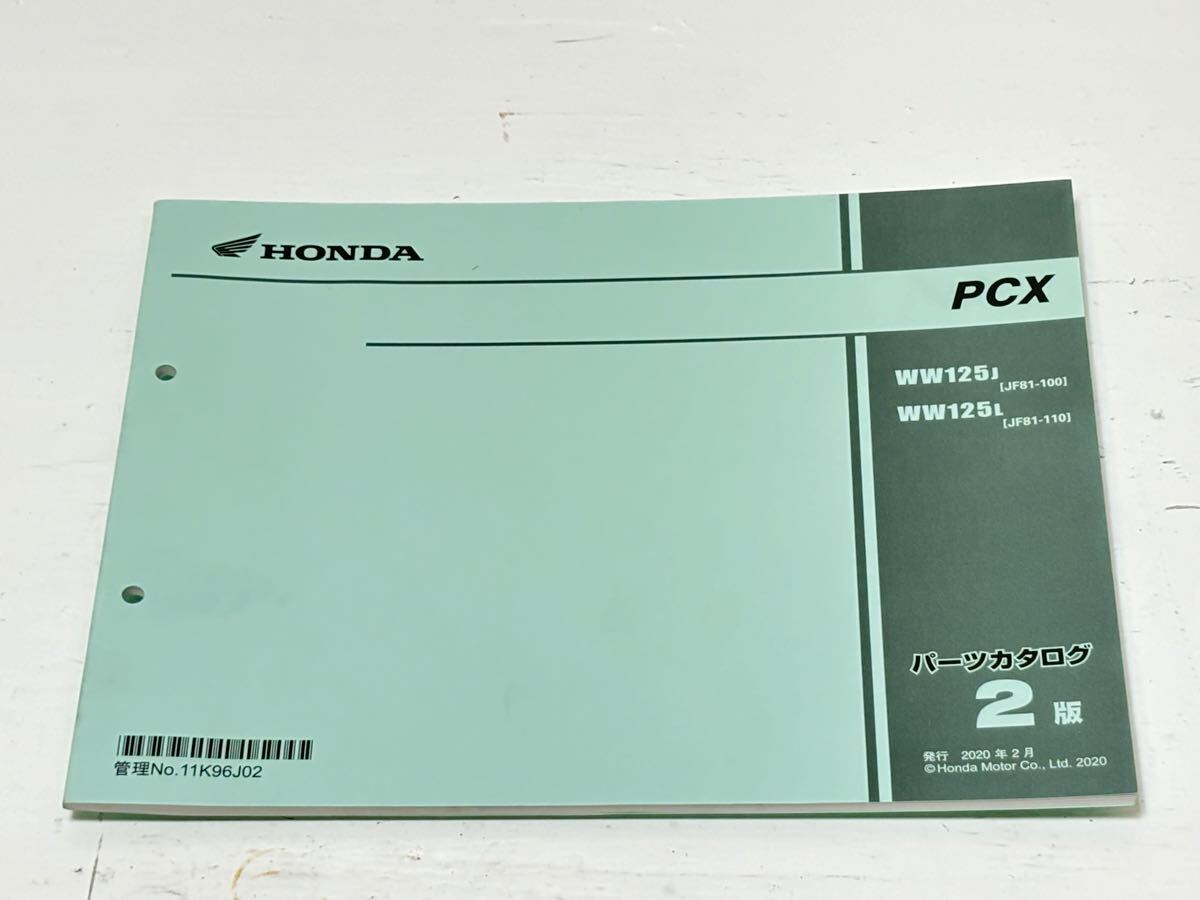 HONDA
PCX
WW125J [JF81-100]
WW125L [JF81-110]
パーツカタログ
2版
発行 2020年2月
©Honda Motor Co., Ltd. 2020
管理No.11K96J02